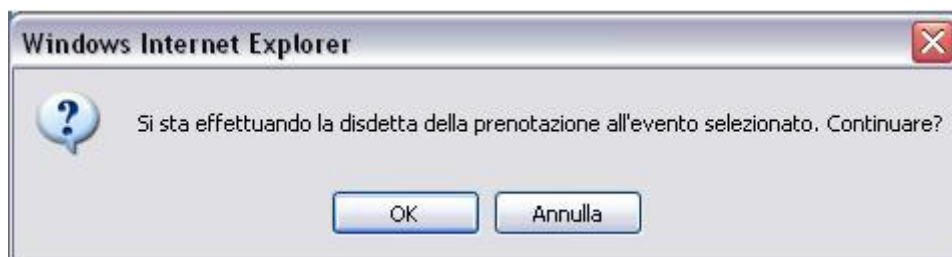 Windows Internet Explorer
Si sta effettuando la disdetta della prenotazione all'evento selezionato. Continuare?
OK
Annulla